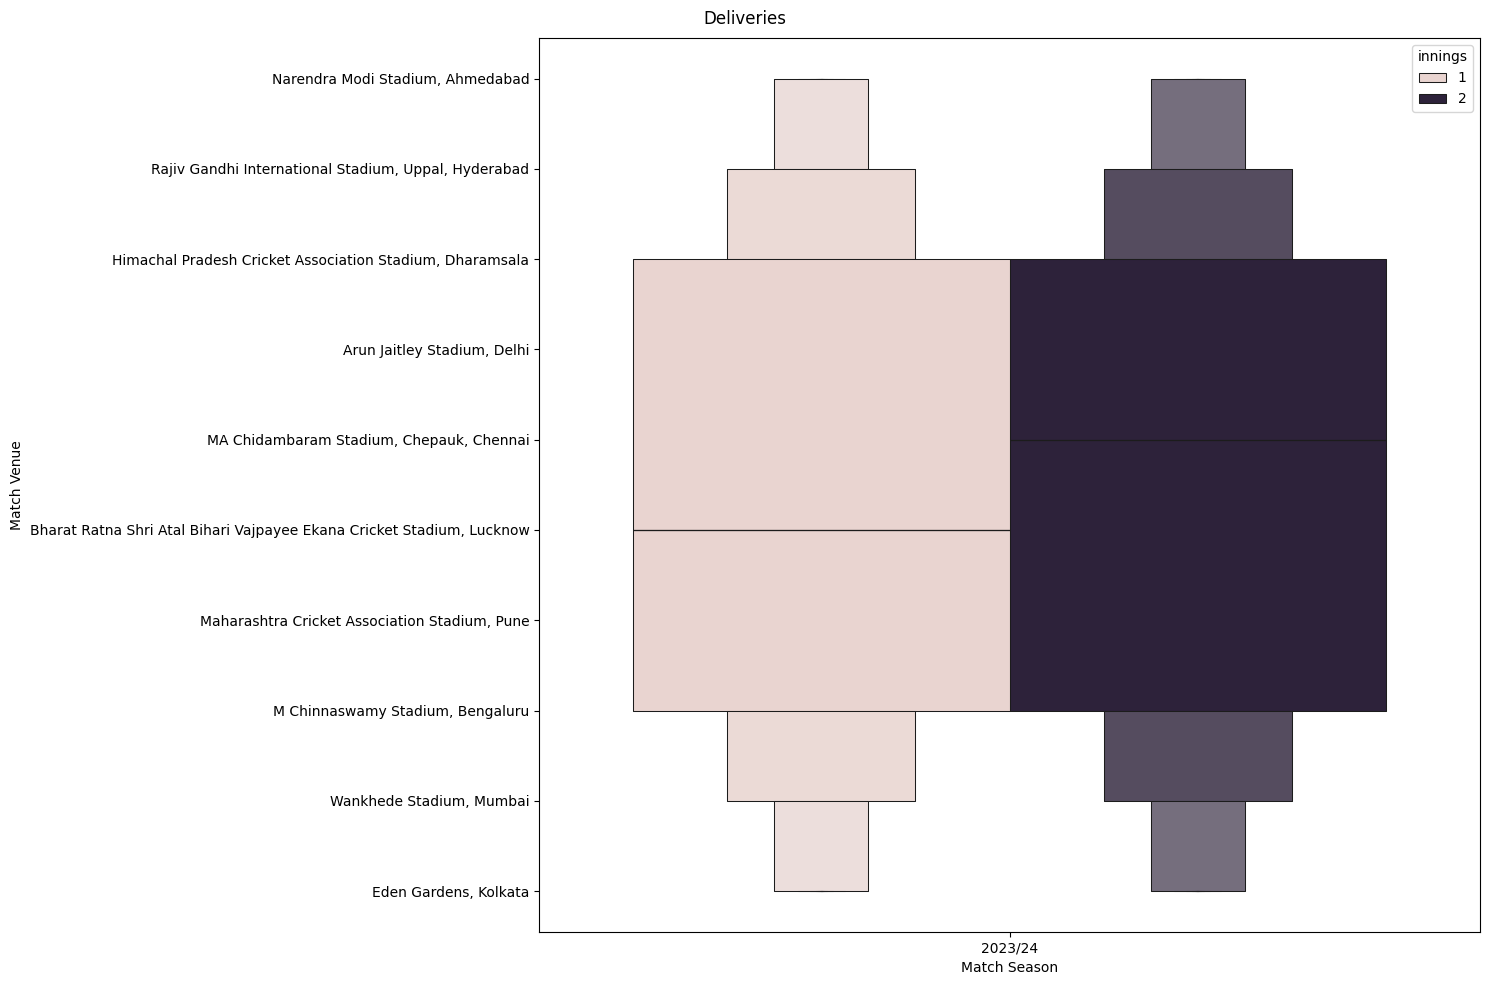 Deliveries
innings
1
2
Narendra Modi Stadium, Ahmedabad
Rajiv Gandhi International Stadium, Uppal, Hyderabad
Himachal Pradesh Cricket Association Stadium, Dharamsala
Arun Jaitley Stadium, Delhi
MA Chidambaram Stadium, Chepauk, Chennai
Bharat Ratna Shri Atal Bihari Vajpayee Ekana Cricket Stadium, Lucknow
Maharashtra Cricket Association Stadium, Pune
M Chinnaswamy Stadium, Bengaluru
Wankhede Stadium, Mumbai
Eden Gardens, Kolkata
Match Venue
2023/24
Match Season